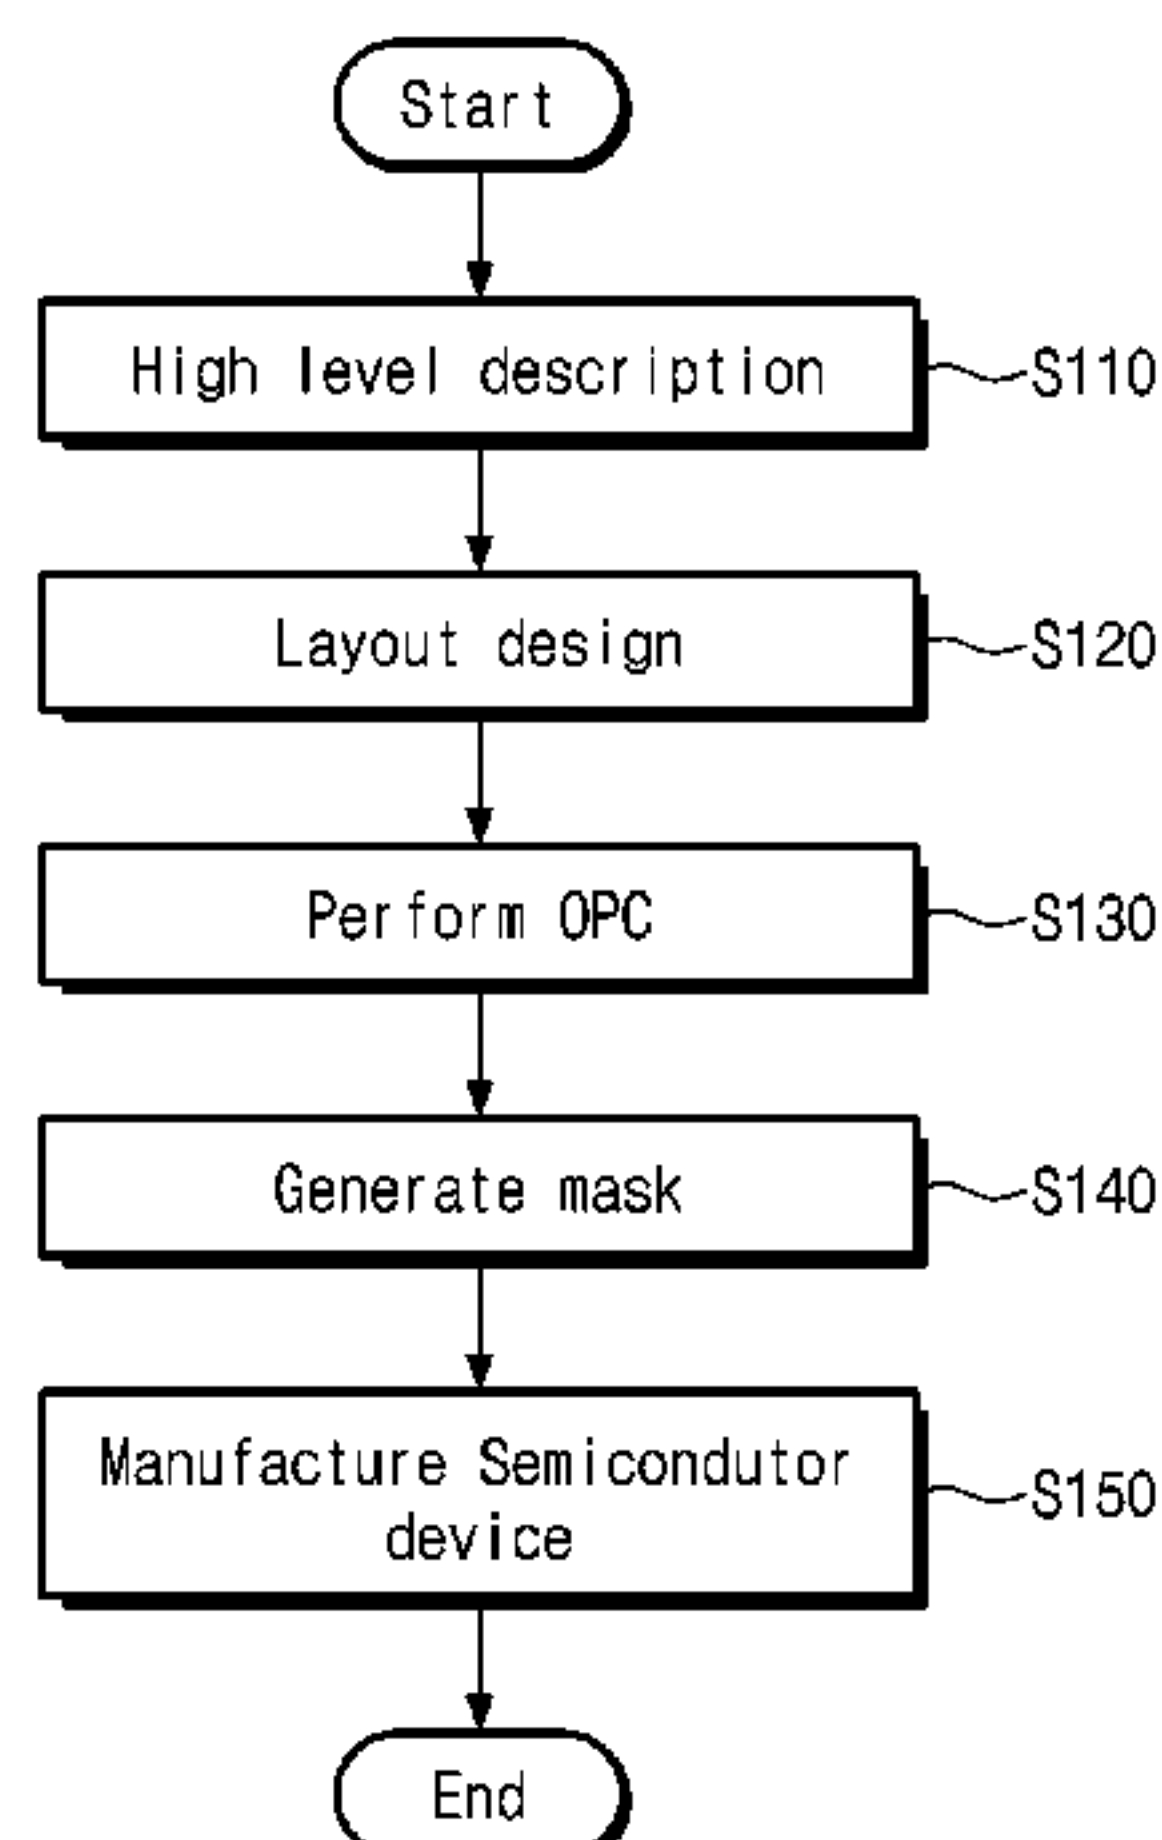 Start
High level description
S110
Layout design
S120
Perform OPC
S130
Generate mask
S140
Manufacture Semicondutor
device
S150
End